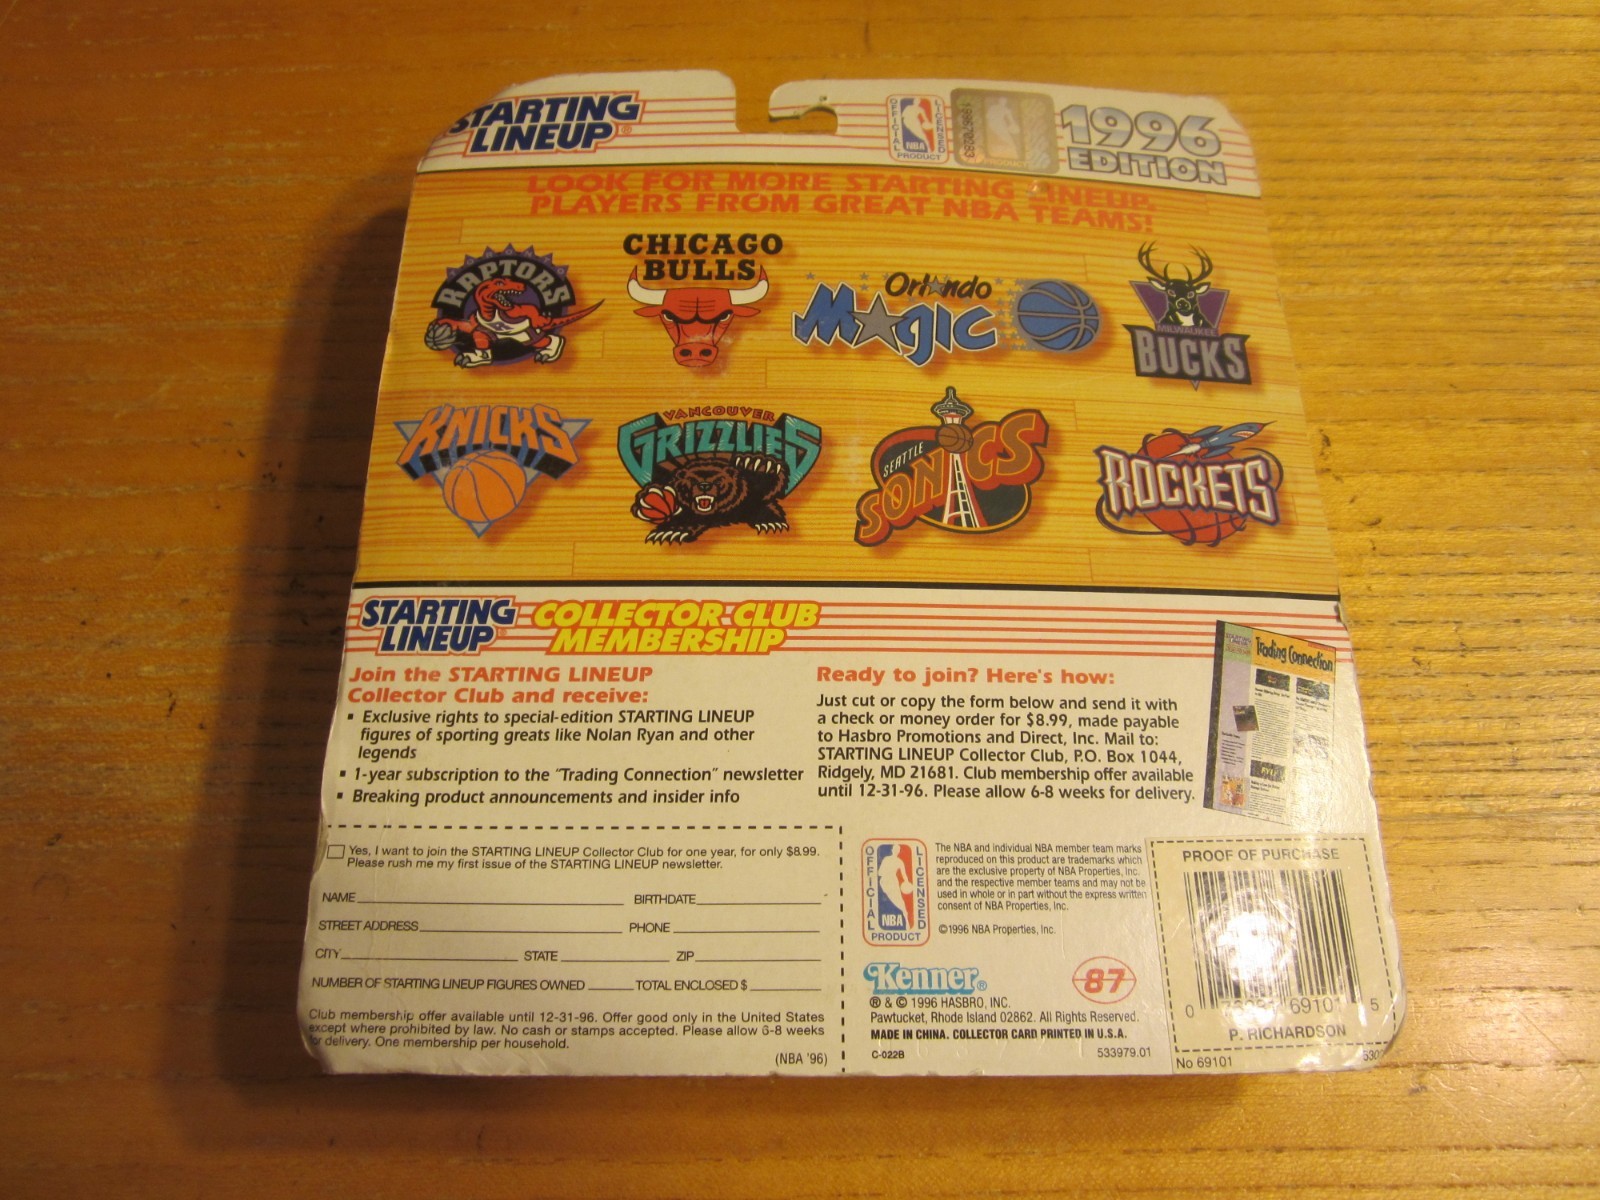 STARTING
LINEUP®
OFFICIAL LICENSED
NBA
PRODUCT
1996
EDITION
LOOK FOR MORE STARTING LINEUP®
PLAYERS FROM GREAT NBA TEAMS!
RAPTORS
CHICAGO
BULLS
Orlando
MAGIC
MILWAUKEE
BUCKS
KNICKS
VANCOUVER
GRIZZLIES
SEATTLE
SONICS
ROCKETS
STARTING
LINEUP®
COLLECTOR CLUB
MEMBERSHIP
Join the STARTING LINEUP
Collector Club and receive:
▪ Exclusive rights to special-edition STARTING LINEUP
figures of sporting greats like Nolan Ryan and other
legends
▪ 1-year subscription to the "Trading Connection" newsletter
▪ Breaking product announcements and insider info
Ready to join? Here's how:
Just cut or copy the form below and send it with
a check or money order for $8.99, made payable
to Hasbro Promotions and Direct, Inc. Mail to:
STARTING LINEUP Collector Club, P.O. Box 1044,
Ridgely, MD 21681. Club membership offer available
until 12-31-96. Please allow 6-8 weeks for delivery.
Trading Connection
Yes, I want to join the STARTING LINEUP Collector Club for one year, for only $8.99.
Please rush me my first issue of the STARTING LINEUP newsletter.
NAME BIRTHDATE
STREET ADDRESS PHONE
CITY STATE ZIP
NUMBER OF STARTING LINEUP FIGURES OWNED TOTAL ENCLOSED $
Club membership offer available until 12-31-96. Offer good only in the United States
except where prohibited by law. No cash or stamps accepted. Please allow 6-8 weeks
for delivery. One membership per household.
(NBA '96)
OFFICIAL LICENSED
NBA
PRODUCT
The NBA and individual NBA member team marks
reproduced on this product are trademarks which
are the exclusive property of NBA Properties, Inc.
and the respective member teams and may not be
used in whole or in part without the express written
consent of NBA Properties, Inc.
©1996 NBA Properties, Inc.
Kenner®
87
® & © 1996 HASBRO, INC.
Pawtucket, Rhode Island 02862. All Rights Reserved.
MADE IN CHINA. COLLECTOR CARD PRINTED IN U.S.A.
C-022B 533979.01
PROOF OF PURCHASE
0 69101 5
P. RICHARDSON
No 69101